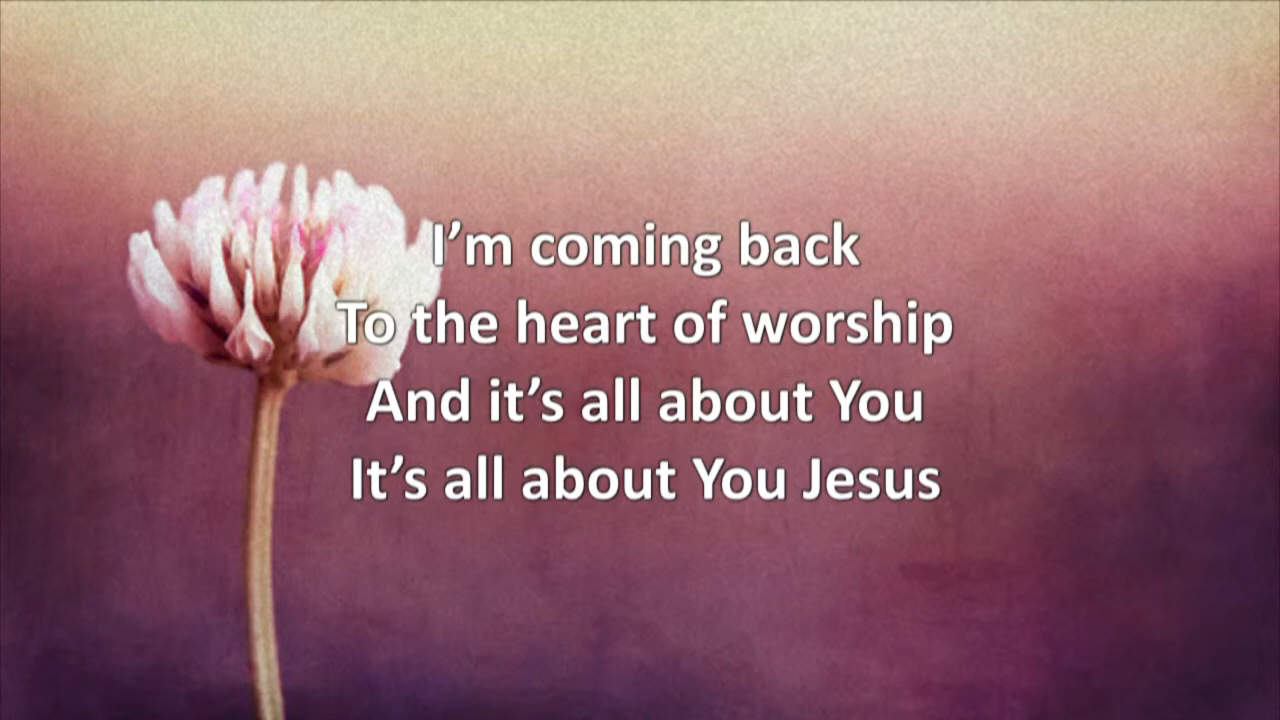 I’m coming back
To the heart of worship
And it’s all about You
It’s all about You Jesus